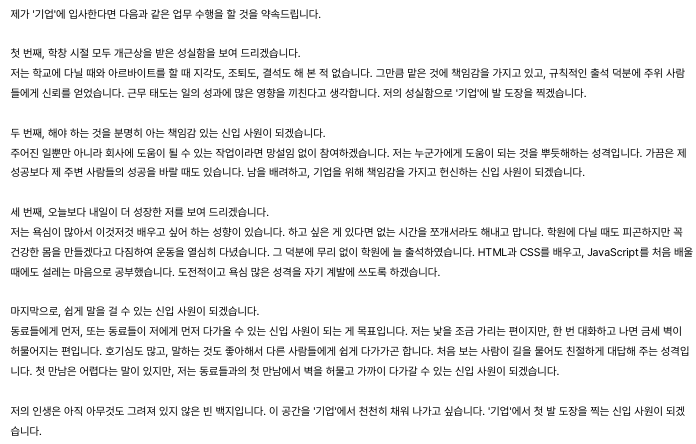 제가 '기업'에 입사한다면 다음과 같은 업무 수행을 할 것을 약속드립니다.
첫 번째, 학창 시절 모두 개근상을 받은 성실함을 보여 드리겠습니다.
저는 학교에 다닐 때와 아르바이트를 할 때 지각도, 조퇴도, 결석도 해 본 적 없습니다. 그만큼 맡은 것에 책임감을 가지고 있고, 규칙적인 출석 덕분에 주위 사람
들에게 신뢰를 얻었습니다. 근무 태도는 일의 성과에 많은 영향을 끼친다고 생각합니다. 저의 성실함으로 '기업'에 발 도장을 찍겠습니다.
두 번째, 해야 하는 것을 분명히 아는 책임감 있는 신입 사원이 되겠습니다.
주어진 일뿐만 아니라 회사에 도움이 될 수 있는 작업이라면 망설임 없이 참여하겠습니다. 저는 누군가에게 도움이 되는 것을 뿌듯해하는 성격입니다. 가끔은 제
성공보다 제 주변 사람들의 성공을 바랄 때도 있습니다. 남을 배려하고, 기업을 위해 책임감을 가지고 헌신하는 신입 사원이 되겠습니다.
세 번째, 오늘보다 내일이 더 성장한 저를 보여 드리겠습니다.
저는 욕심이 많아서 이것저것 배우고 싶어 하는 성향이 있습니다. 하고 싶은 게 있다면 없는 시간을 쪼개서라도 해내고 맙니다. 학원에 다닐 때도 피곤하지만 꼭
건강한 몸을 만들겠다고 다짐하여 운동을 열심히 다녔습니다. 그 덕분에 무리 없이 학원에 늘 출석하였습니다. HTML과 CSS를 배우고, JavaScript를 처음 배울
때에도 설레는 마음으로 공부했습니다. 도전적이고 욕심 많은 성격을 자기 계발에 쓰도록 하겠습니다.
마지막으로, 쉽게 말을 걸 수 있는 신입 사원이 되겠습니다.
동료들에게 먼저, 또는 동료들이 저에게 먼저 다가올 수 있는 신입 사원이 되는 게 목표입니다. 저는 낯을 조금 가리는 편이지만, 한 번 대화하고 나면 금세 벽이
허물어지는 편입니다. 호기심도 많고, 말하는 것도 좋아해서 다른 사람들에게 쉽게 다가가곤 합니다. 처음 보는 사람이 길을 물어도 친절하게 대답해 주는 성격입
니다. 첫 만남은 어렵다는 말이 있지만, 저는 동료들과의 첫 만남에서 벽을 허물고 가까이 다가갈 수 있는 신입 사원이 되겠습니다.
저의 인생은 아직 아무것도 그려져 있지 않은 빈 백지입니다. 이 공간을 '기업'에서 천천히 채워 나가고 싶습니다. '기업'에서 첫 발 도장을 찍는 신입 사원이 되겠
습니다.